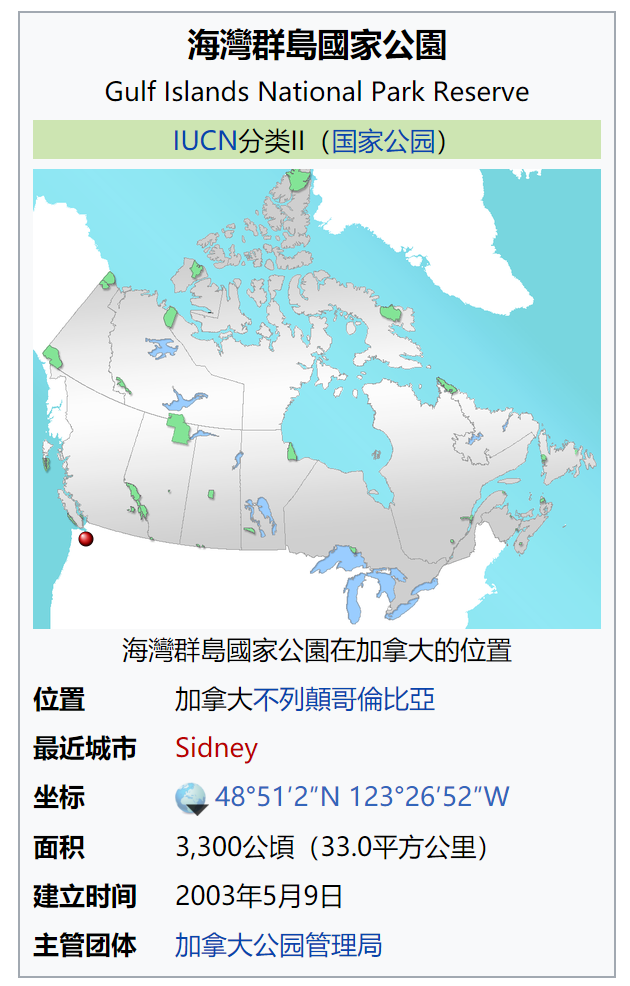 海灣群島國家公園
Gulf Islands National Park Reserve
IUCN分类II（国家公园）
海灣群島國家公園在加拿大的位置
位置 加拿大不列顛哥倫比亞
最近城市 Sidney
坐标 48°51′2″N 123°26′52″W
面积 3,300公頃（33.0平方公里）
建立时间 2003年5月9日
主管团体 加拿大公园管理局